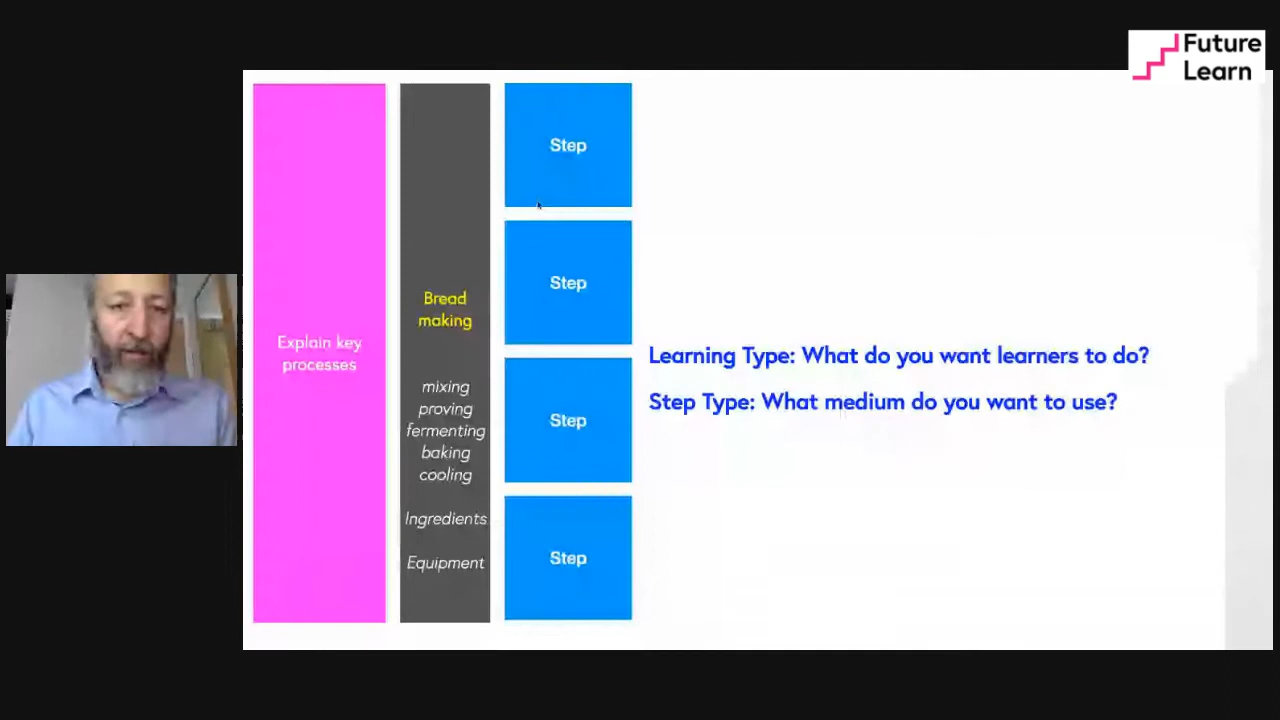 Future
Learn
Explain key
processes
Bread
making
mixing
proving
fermenting
baking
cooling
Ingredients
Equipment
Step
Step
Step
Step
Learning Type: What do you want learners to do?
Step Type: What medium do you want to use?